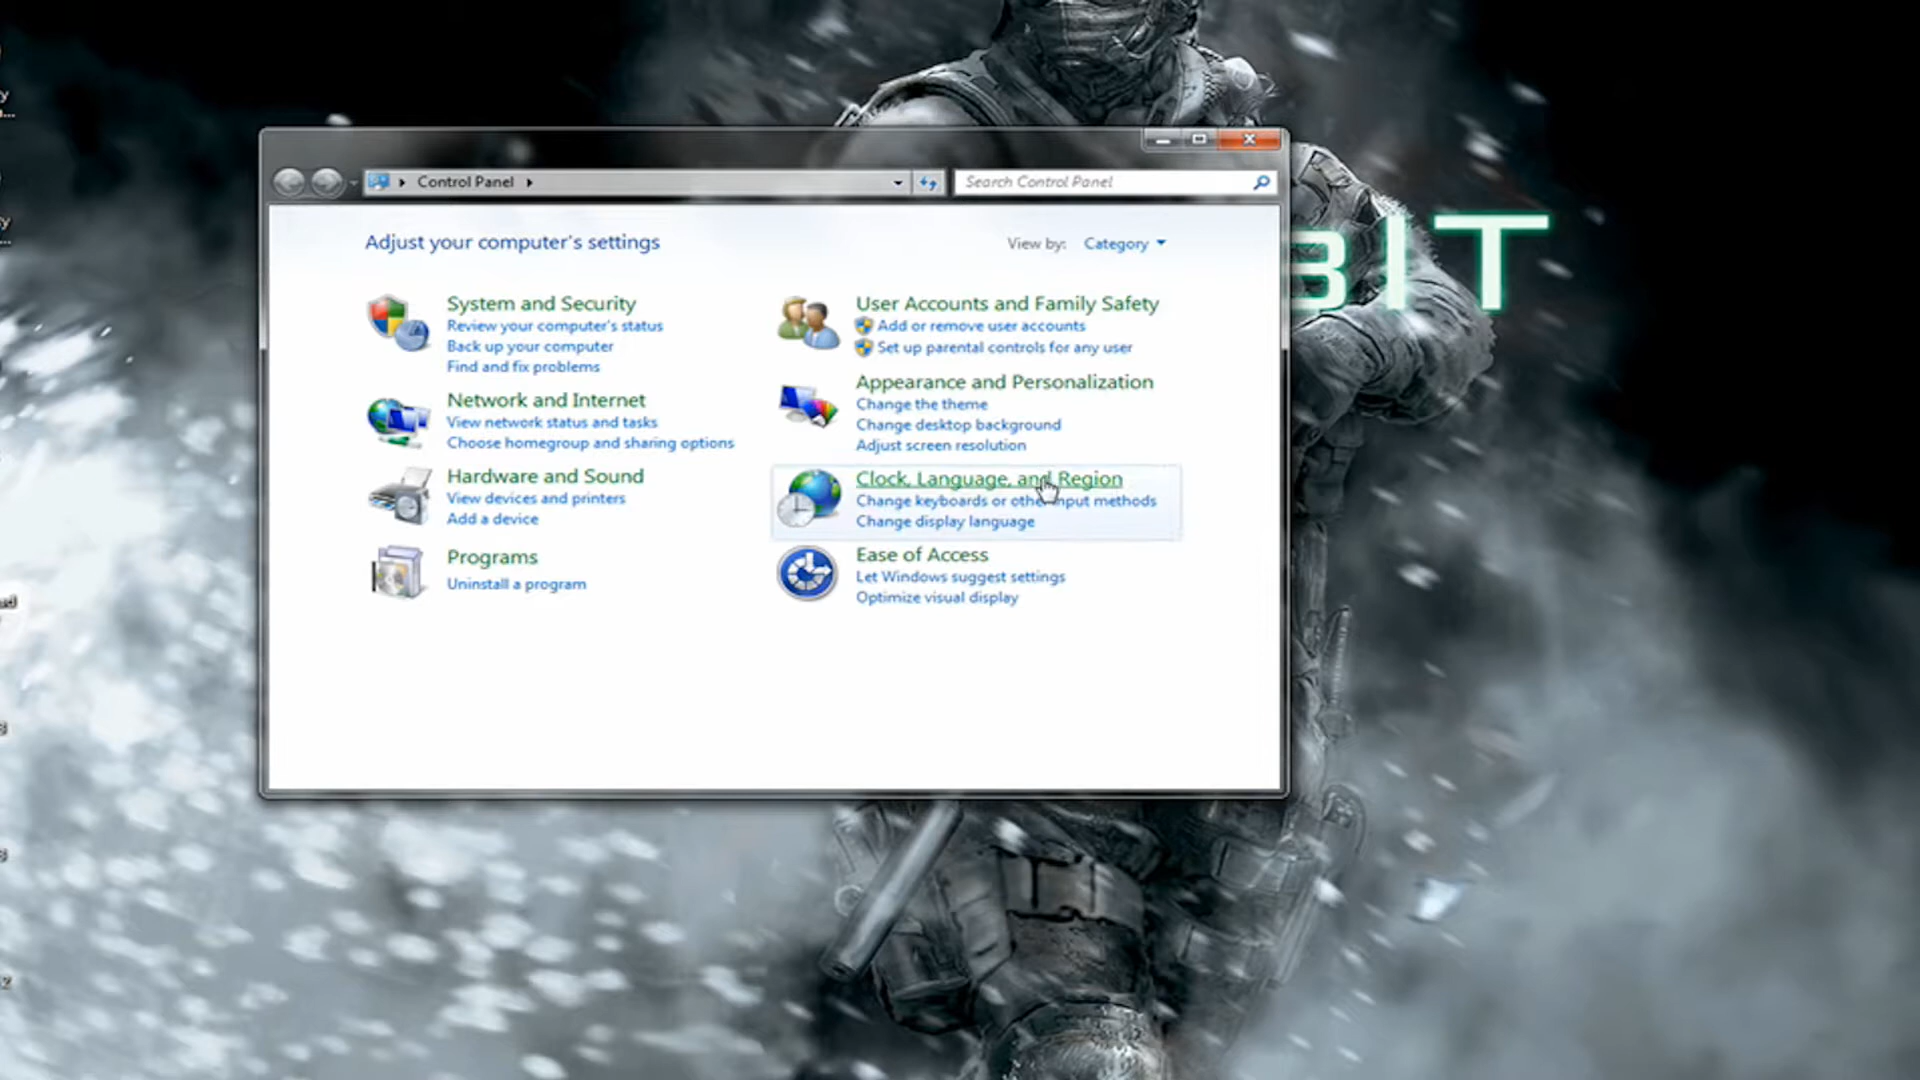 Control Panel
Search Control Panel
Adjust your computer's settings
View by: Category
System and Security
Review your computer's status
Back up your computer
Find and fix problems
Network and Internet
View network status and tasks
Choose homegroup and sharing options
Hardware and Sound
View devices and printers
Add a device
Programs
Uninstall a program
User Accounts and Family Safety
Add or remove user accounts
Set up parental controls for any user
Appearance and Personalization
Change the theme
Change desktop background
Adjust screen resolution
Clock, Language, and Region
Change keyboards or other input methods
Change display language
Ease of Access
Let Windows suggest settings
Optimize visual display
BIT